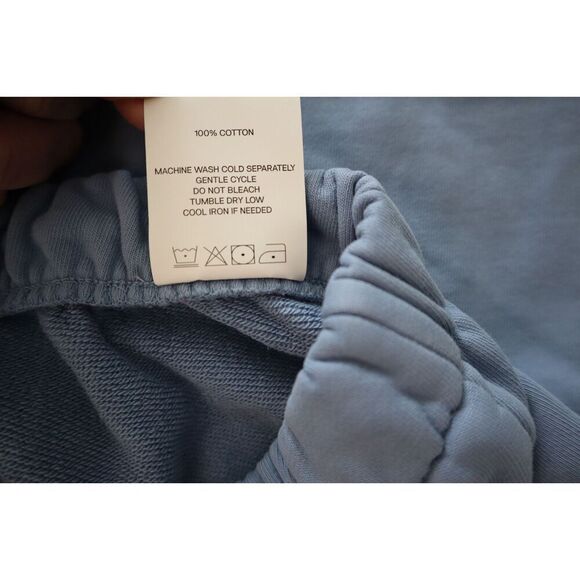 100% COTTON
MACHINE WASH COLD SEPARATELY
GENTLE CYCLE
DO NOT BLEACH
TUMBLE DRY LOW
COOL IRON IF NEEDED